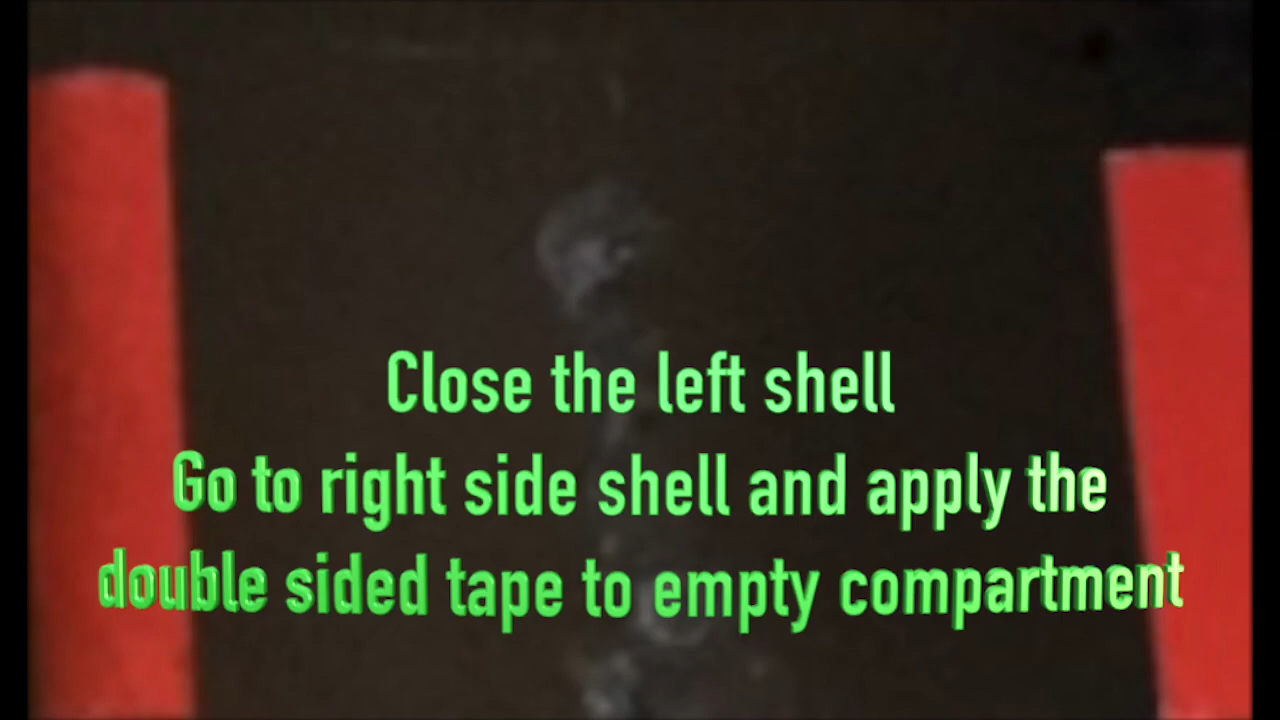 Close the left shell
Go to right side shell and apply the
double sided tape to empty compartment